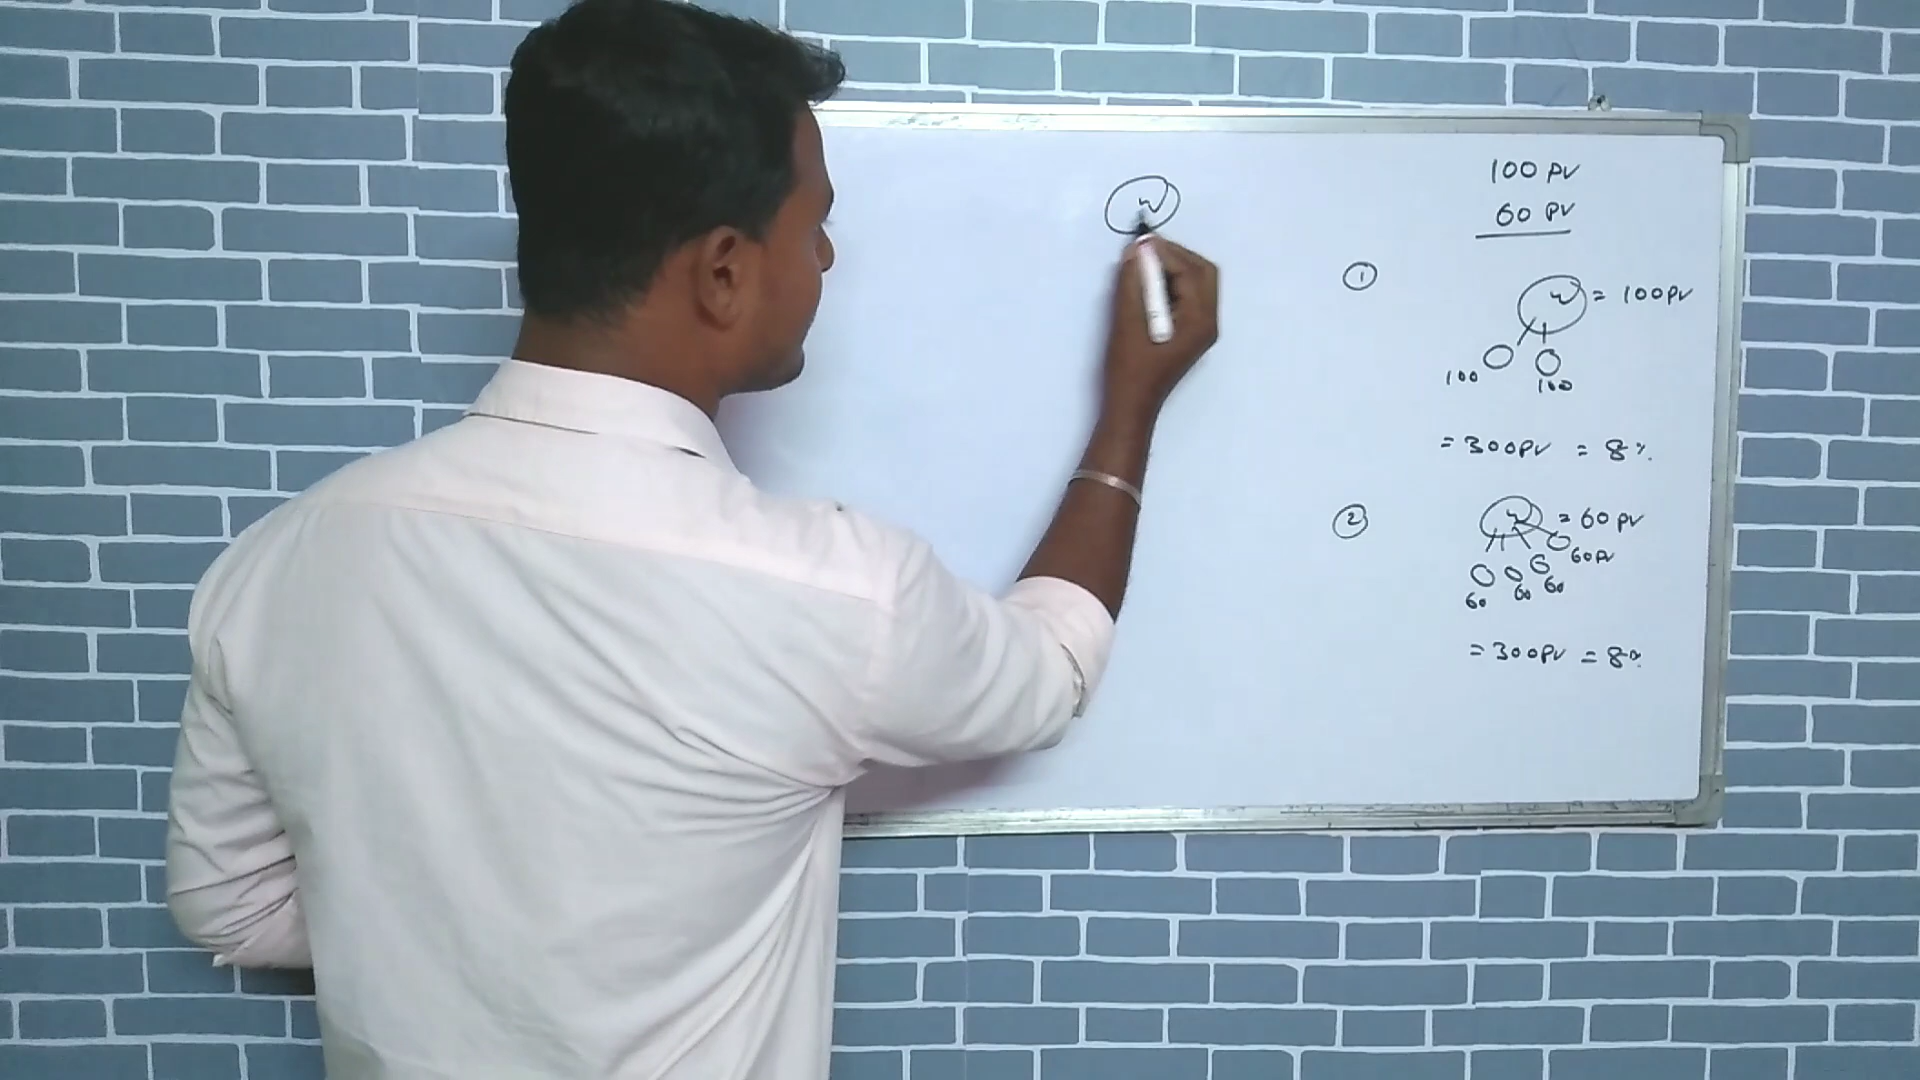 W
100 PV
60 PV
①
W = 100PV
100 100
= 300PV = 8%.
②
W = 60 PV
60PV
60 60 60
= 300PV = 8%.